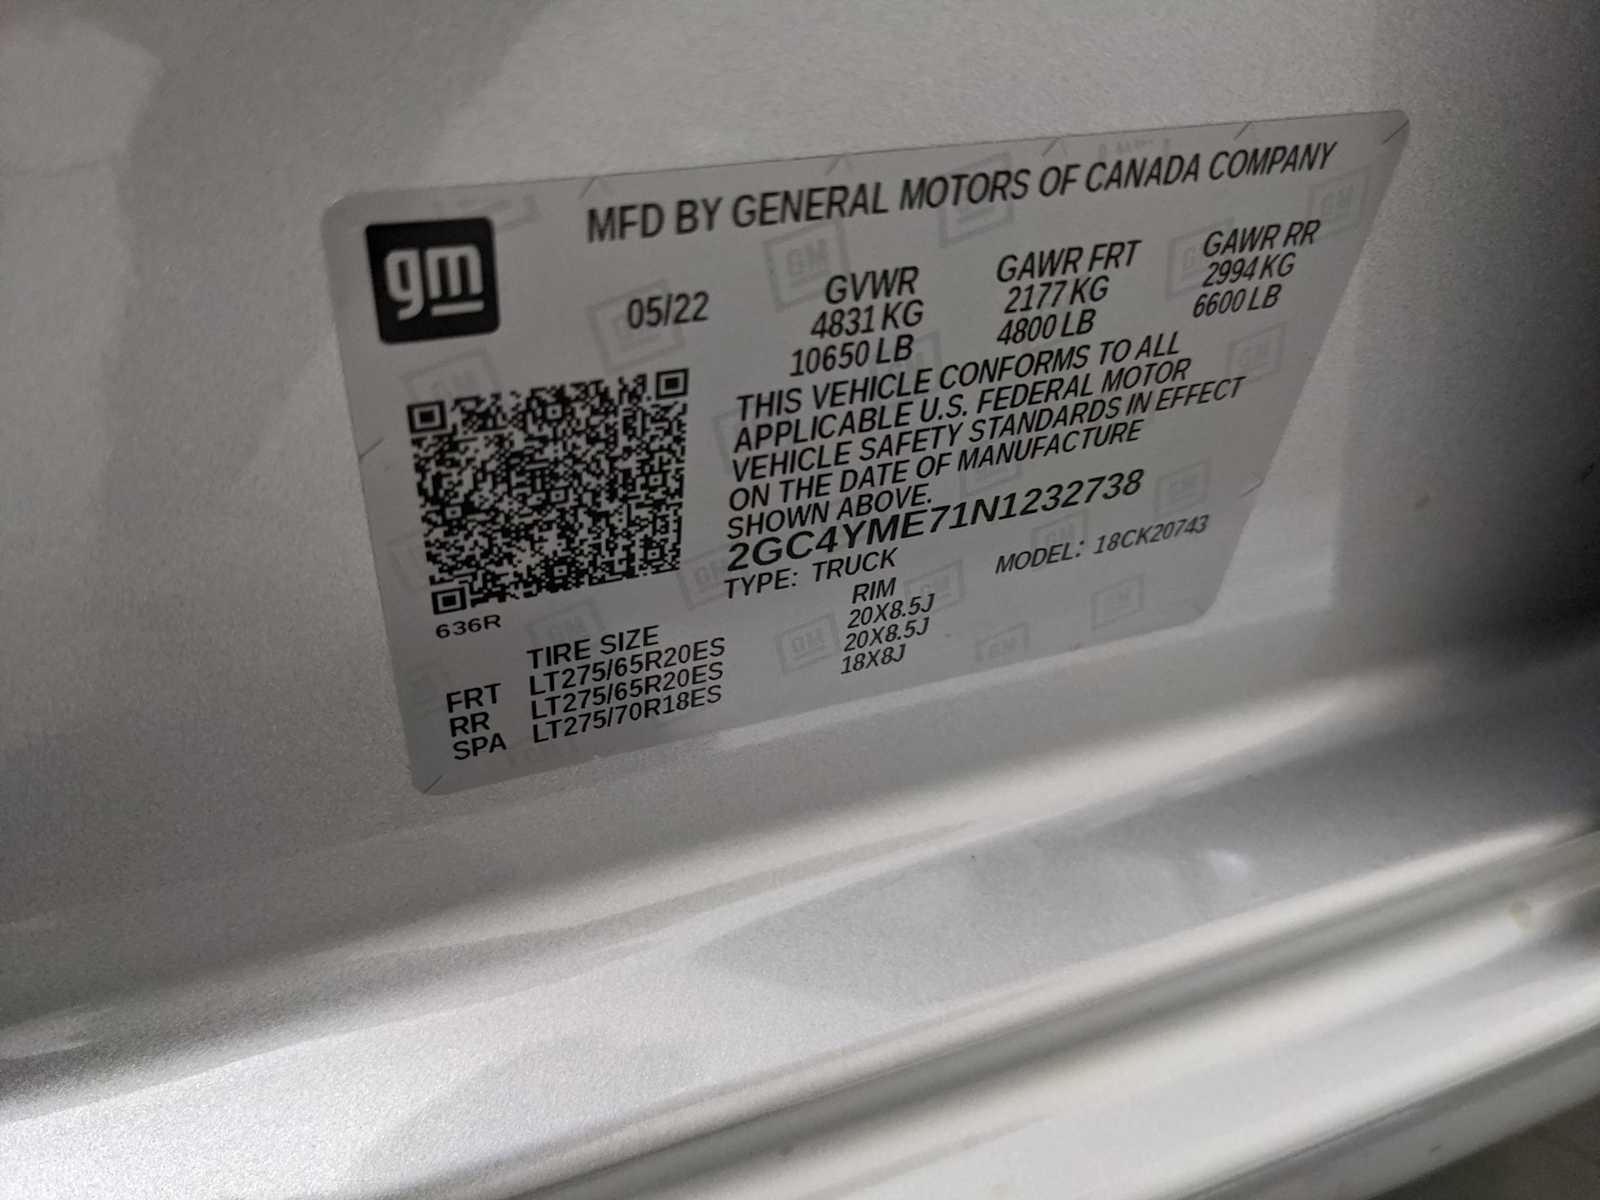 gm
MFD BY GENERAL MOTORS OF CANADA COMPANY
05/22 GVWR GAWR FRT GAWR RR
4831 KG 2177 KG 2994 KG
10650 LB 4800 LB 6600 LB
THIS VEHICLE CONFORMS TO ALL
APPLICABLE U.S. FEDERAL MOTOR
VEHICLE SAFETY STANDARDS IN EFFECT
ON THE DATE OF MANUFACTURE
SHOWN ABOVE.
2GC4YME71N1232738
TYPE: TRUCK MODEL: 18CK20743
636R
TIRE SIZE RIM
FRT LT275/65R20ES 20X8.5J
RR LT275/65R20ES 20X8.5J
SPA LT275/70R18ES 18X8J